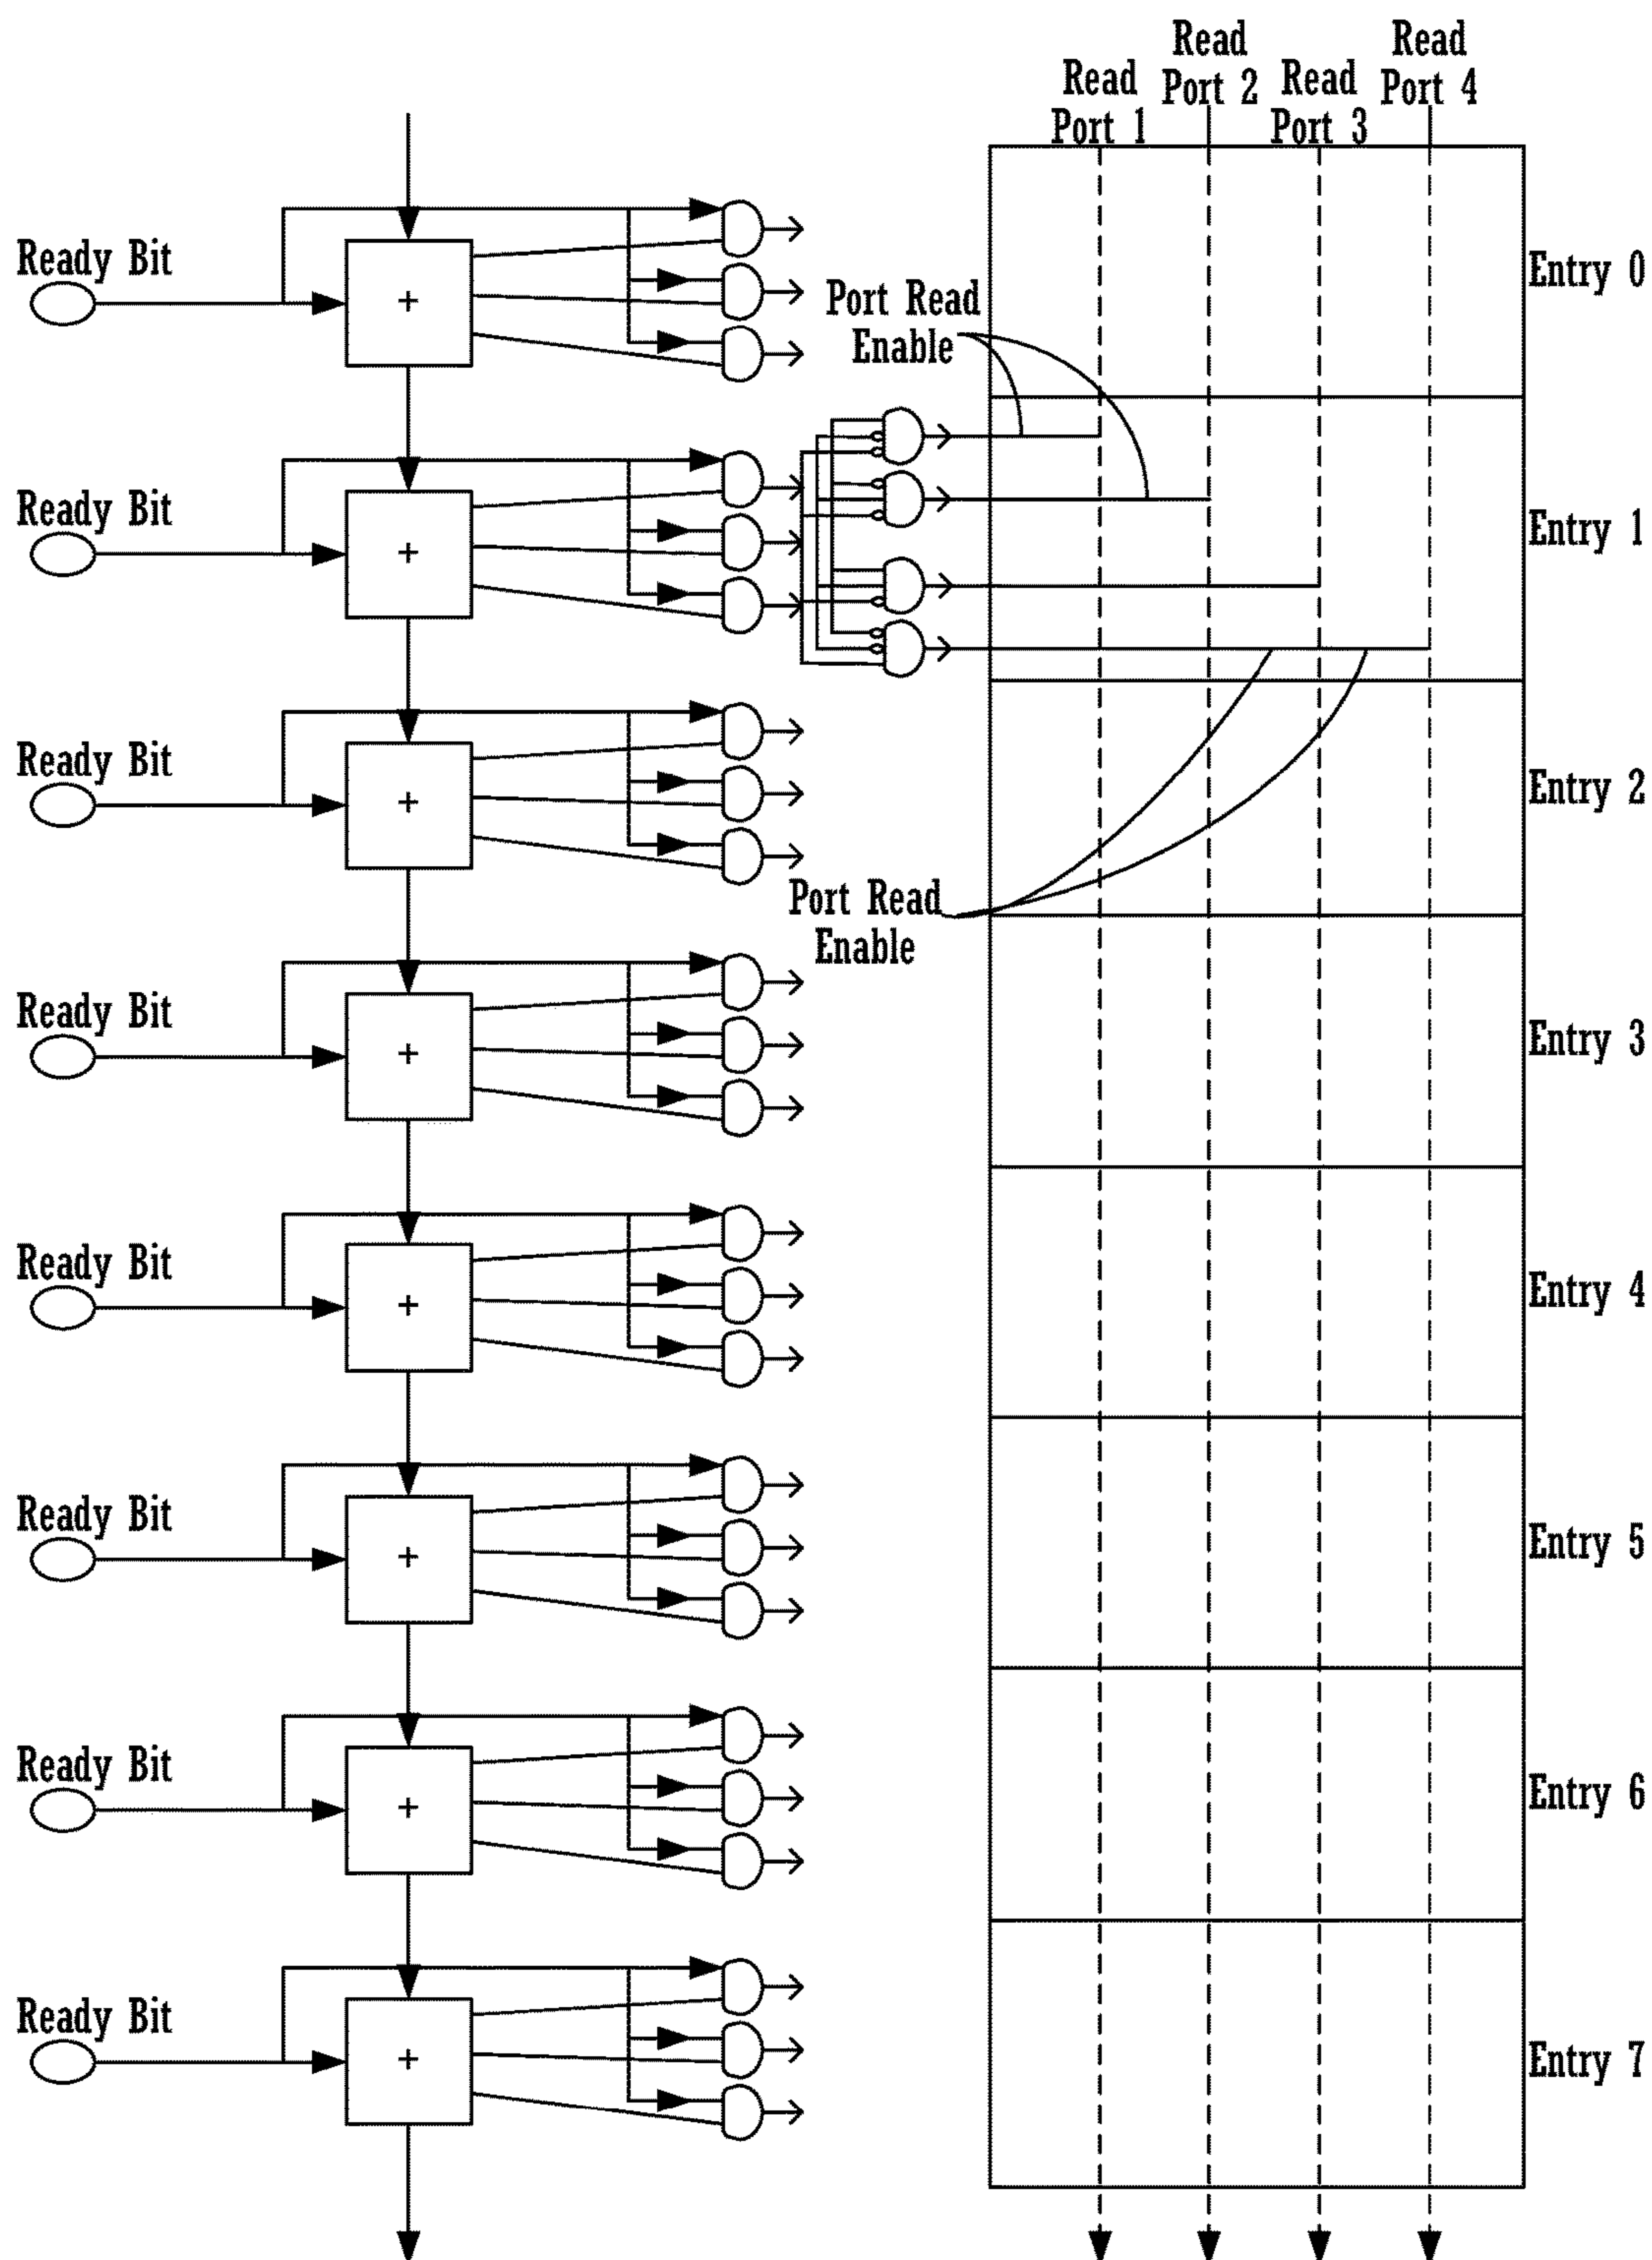 Read
Port 1
Read
Port 2
Read
Port 3
Read
Port 4
Ready Bit
+
Entry 0
Port Read
Enable
Ready Bit
+
Entry 1
Ready Bit
+
Entry 2
Port Read
Enable
Ready Bit
+
Entry 3
Ready Bit
+
Entry 4
Ready Bit
+
Entry 5
Ready Bit
+
Entry 6
Ready Bit
+
Entry 7